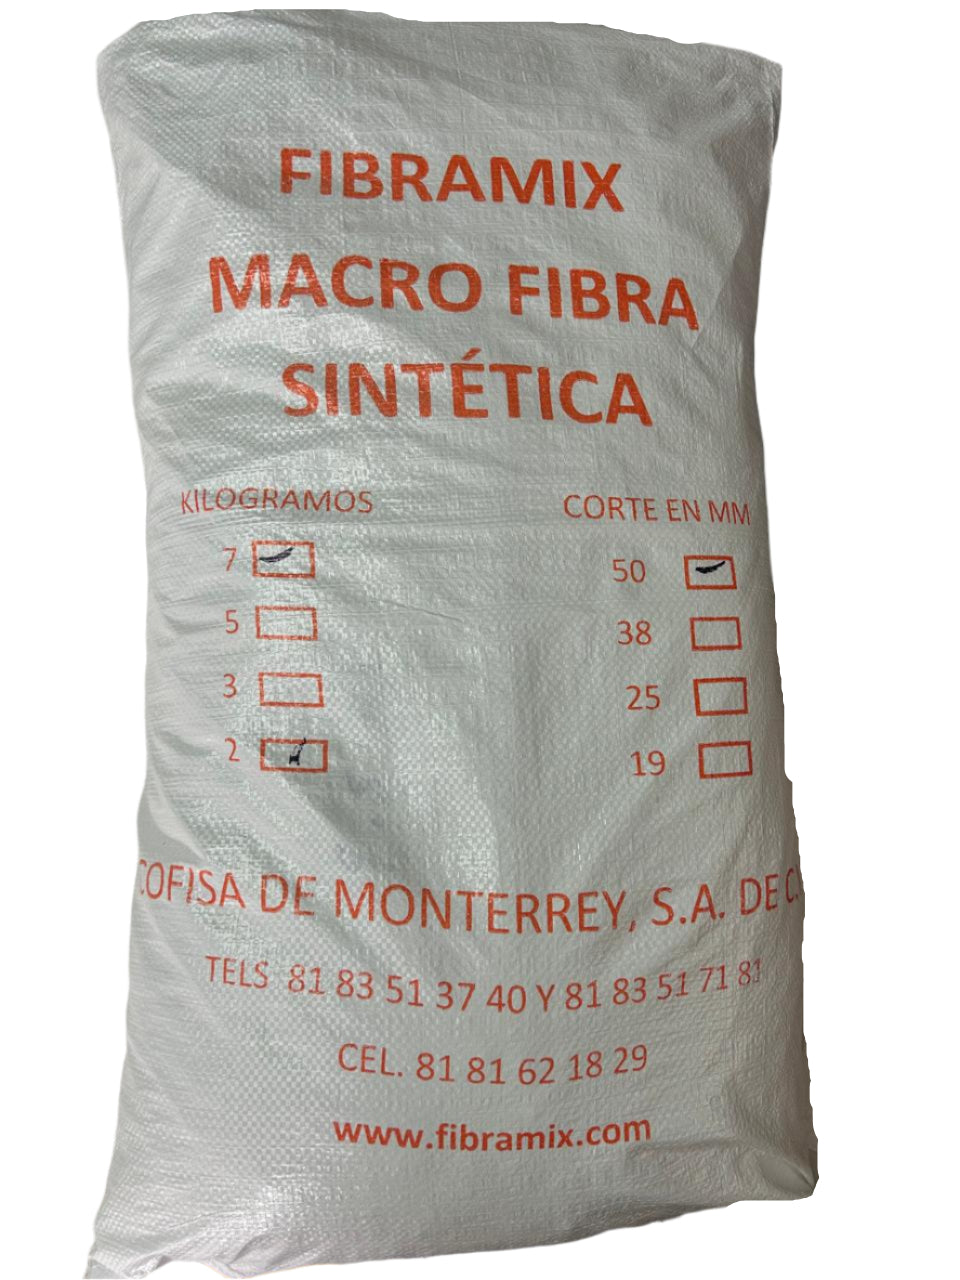 FIBRAMIX
MACRO FIBRA
SINTÉTICA
KILOGRAMOS CORTE EN MM
7 50
5 38
3 25
2 19
COFISA DE MONTERREY, S.A. DE
TELS 81 83 51 37 40 Y 81 83 51 71 81
CEL. 81 81 62 18 29
www.fibramix.com